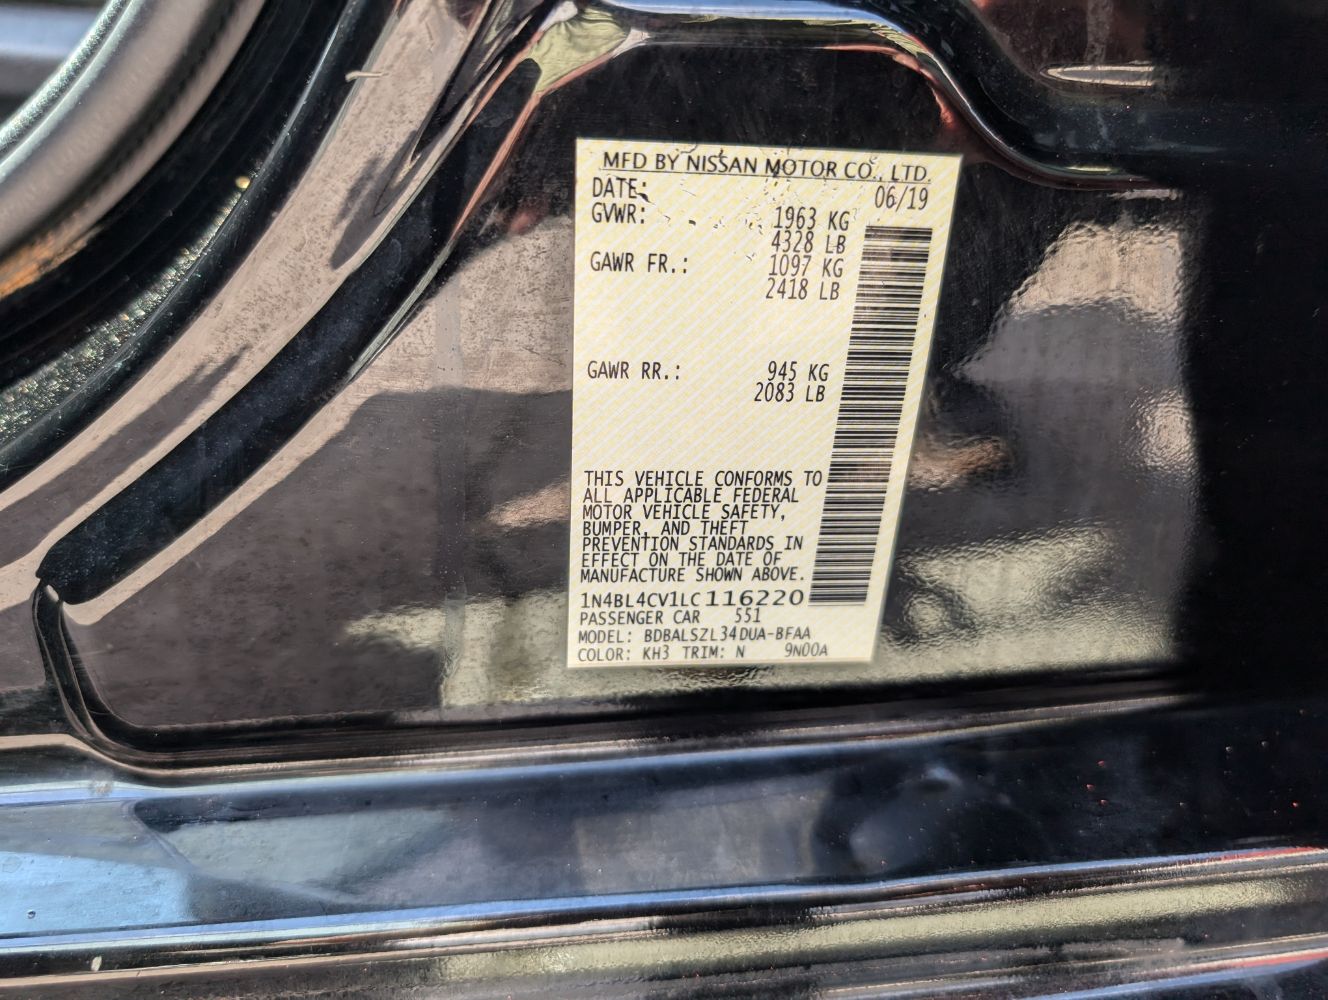 MFD BY NISSAN MOTOR CO., LTD.
DATE: 06/19
GVWR: 1963 KG
4328 LB
GAWR FR.: 1097 KG
2418 LB
GAWR RR.: 945 KG
2083 LB
THIS VEHICLE CONFORMS TO
ALL APPLICABLE FEDERAL
MOTOR VEHICLE SAFETY,
BUMPER, AND THEFT
PREVENTION STANDARDS IN
EFFECT ON THE DATE OF
MANUFACTURE SHOWN ABOVE.
1N4BL4CV1LC116220
PASSENGER CAR 551
MODEL: BDBALSZL34DUA-BFAA
COLOR: KH3 TRIM: N 9N00A